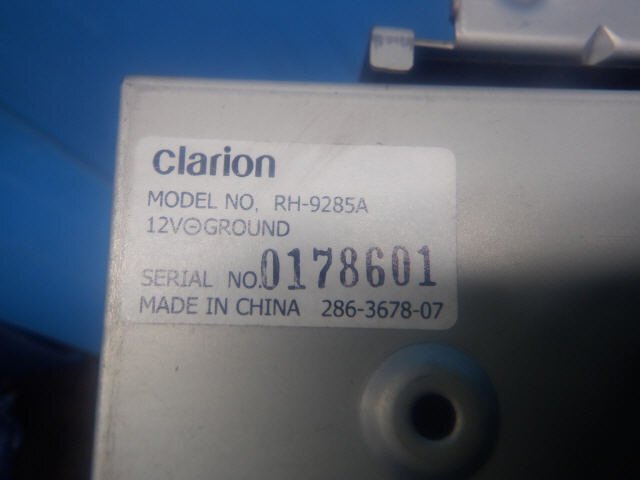 clarion
MODEL NO. RH-9285A
12V⊖GROUND
SERIAL NO.0178601
MADE IN CHINA 286-3678-07